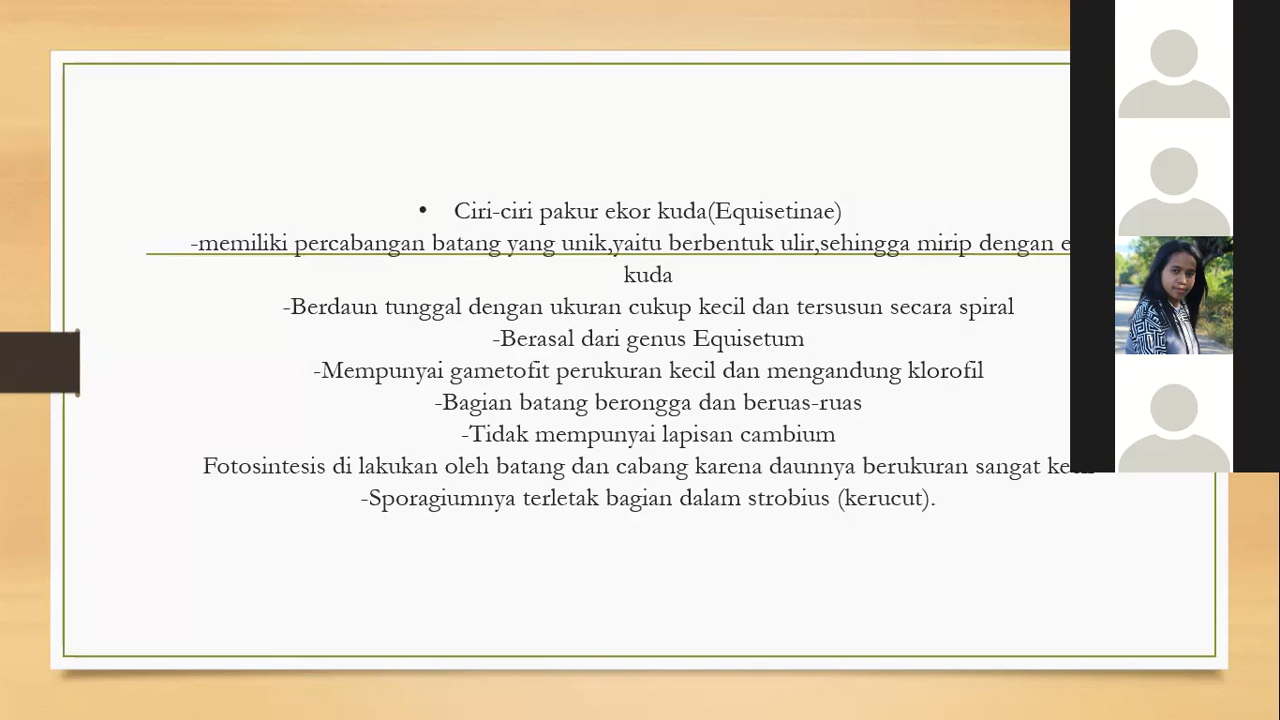 • Ciri-ciri pakur ekor kuda(Equisetinae)
-memiliki percabangan batang yang unik,yaitu berbentuk ulir,sehingga mirip dengan
kuda
-Berdaun tunggal dengan ukuran cukup kecil dan tersusun secara spiral
-Berasal dari genus Equisetum
-Mempunyai gametofit perukuran kecil dan mengandung klorofil
-Bagian batang berongga dan beruas-ruas
-Tidak mempunyai lapisan cambium
Fotosintesis di lakukan oleh batang dan cabang karena daunnya berukuran sangat
-Sporagiumnya terletak bagian dalam strobius (kerucut).